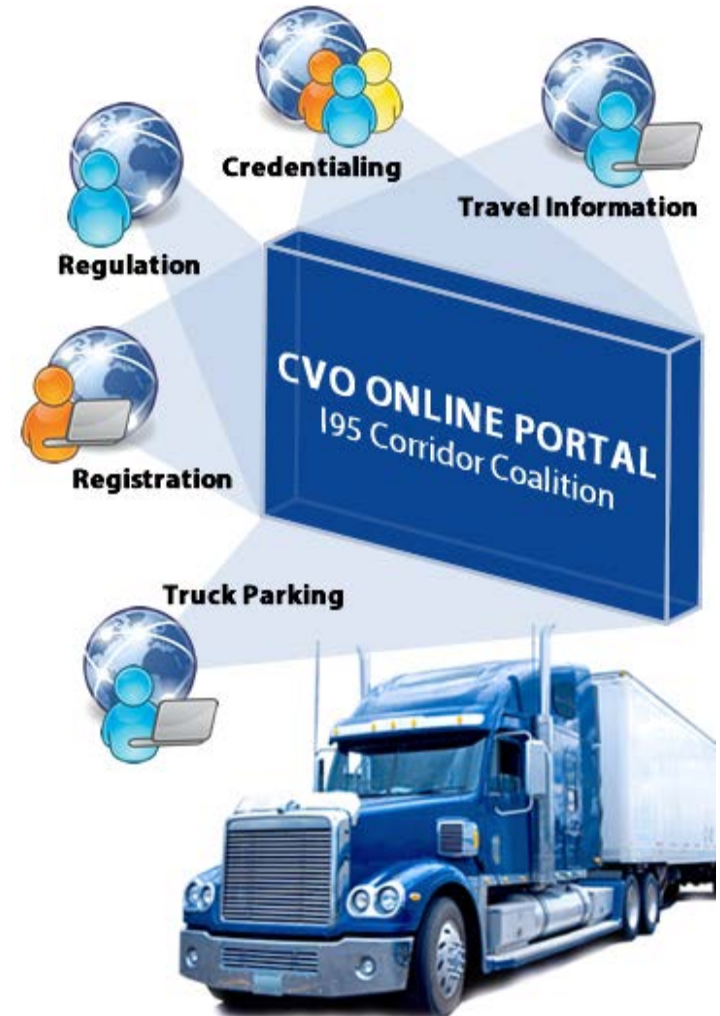 Credentialing
Travel Information
Regulation
CVO ONLINE PORTAL
I95 Corridor Coalition
Registration
Truck Parking